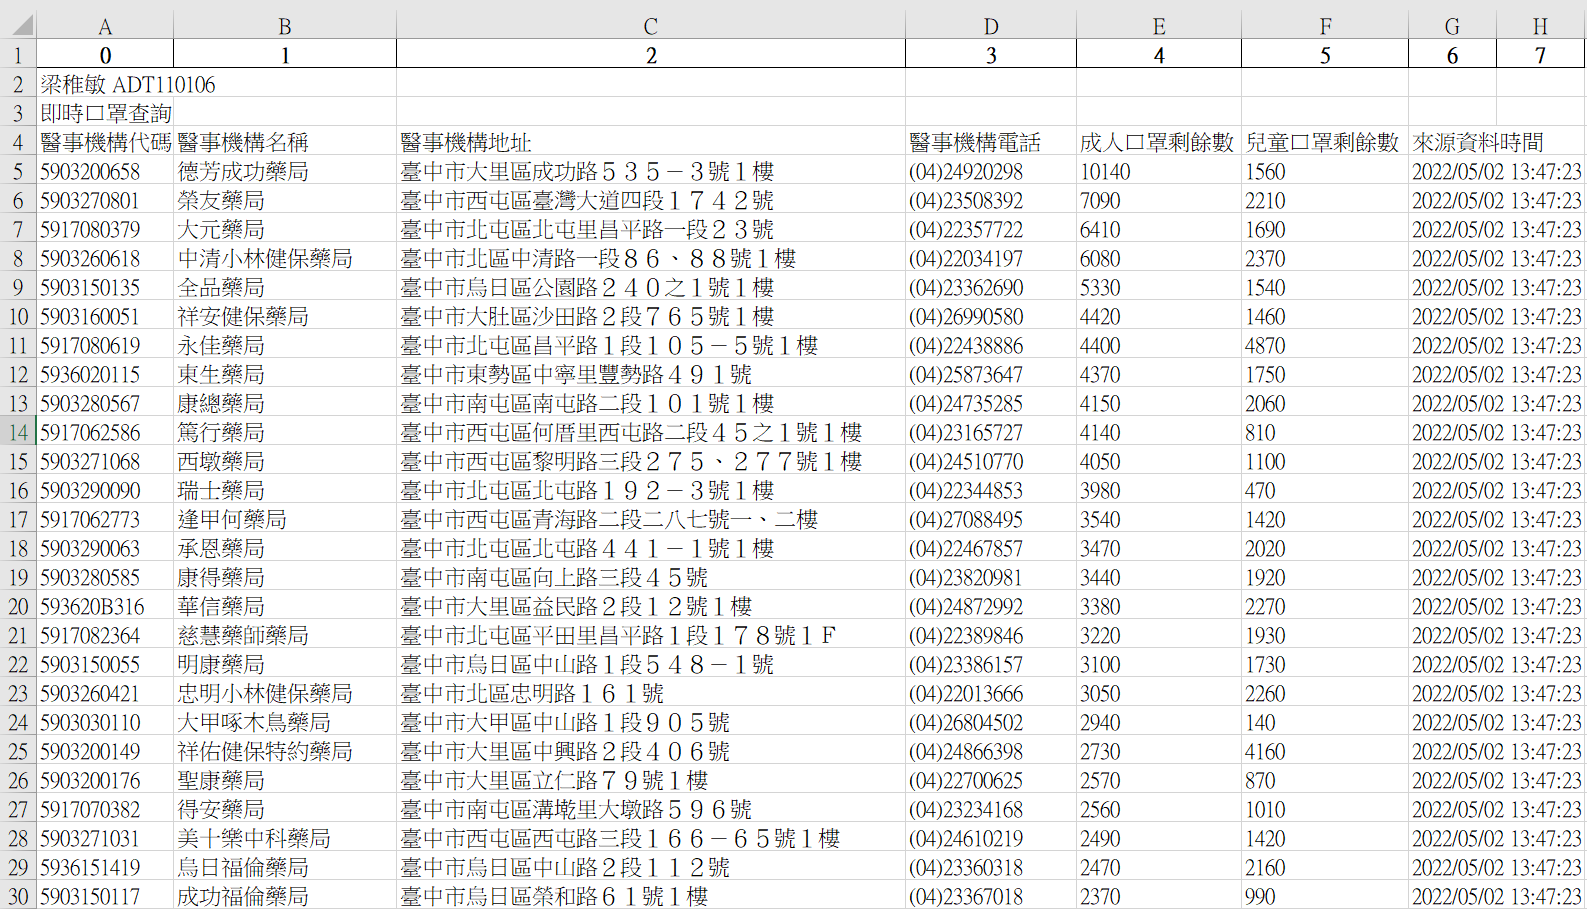 A B C D E F G H
1 0 1 2 3 4 5 6 7
2 梁稚敏 ADT110106
3 即時口罩查詢
4 醫事機構代碼 醫事機構名稱 醫事機構地址 醫事機構電話 成人口罩剩餘數 兒童口罩剩餘數 來源資料時間
5 5903200658 德芳成功藥局 臺中市大里區成功路５３５－３號１樓 (04)24920298 10140 1560 2022/05/02 13:47:23
6 5903270801 榮友藥局 臺中市西屯區臺灣大道四段１７４２號 (04)23508392 7090 2210 2022/05/02 13:47:23
7 5917080379 大元藥局 臺中市北屯區北屯里昌平路一段２３號 (04)22357722 6410 1690 2022/05/02 13:47:23
8 5903260618 中清小林健保藥局 臺中市北區中清路一段８６、８８號１樓 (04)22034197 6080 2370 2022/05/02 13:47:23
9 5903150135 全品藥局 臺中市烏日區公園路２４０之１號１樓 (04)23362690 5330 1540 2022/05/02 13:47:23
10 5903160051 祥安健保藥局 臺中市大肚區沙田路２段７６５號１樓 (04)26990580 4420 1460 2022/05/02 13:47:23
11 5917080619 永佳藥局 臺中市北屯區昌平路１段１０５－５號１樓 (04)22438886 4400 4870 2022/05/02 13:47:23
12 5936020115 東生藥局 臺中市東勢區中寧里豐勢路４９１號 (04)25873647 4370 1750 2022/05/02 13:47:23
13 5903280567 康總藥局 臺中市南屯區南屯路二段１０１號１樓 (04)24735285 4150 2060 2022/05/02 13:47:23
14 5917062586 篤行藥局 臺中市西屯區何厝里西屯路二段４５之１號１樓 (04)23165727 4140 810 2022/05/02 13:47:23
15 5903271068 西墩藥局 臺中市西屯區黎明路三段２７５、２７７號１樓 (04)24510770 4050 1100 2022/05/02 13:47:23
16 5903290090 瑞士藥局 臺中市北屯區北屯路１９２－３號１樓 (04)22344853 3980 470 2022/05/02 13:47:23
17 5917062773 逢甲何藥局 臺中市西屯區青海路二段二八七號一、二樓 (04)27088495 3540 1420 2022/05/02 13:47:23
18 5903290063 承恩藥局 臺中市北屯區北屯路４４１－１號１樓 (04)22467857 3470 2020 2022/05/02 13:47:23
19 5903280585 康得藥局 臺中市南屯區向上路三段４５號 (04)23820981 3440 1920 2022/05/02 13:47:23
20 593620B316 華信藥局 臺中市大里區益民路２段１２號１樓 (04)24872992 3380 2270 2022/05/02 13:47:23
21 5917082364 慈慧藥師藥局 臺中市北屯區平田里昌平路１段１７８號１Ｆ (04)22389846 3220 1930 2022/05/02 13:47:23
22 5903150055 明康藥局 臺中市烏日區中山路１段５４８－１號 (04)23386157 3100 1730 2022/05/02 13:47:23
23 5903260421 忠明小林健保藥局 臺中市北區忠明路１６１號 (04)22013666 3050 2260 2022/05/02 13:47:23
24 5903030110 大甲啄木鳥藥局 臺中市大甲區中山路１段９０５號 (04)26804502 2940 140 2022/05/02 13:47:23
25 5903200149 祥佑健保特約藥局 臺中市大里區中興路２段４０６號 (04)24866398 2730 4160 2022/05/02 13:47:23
26 5903200176 聖康藥局 臺中市大里區立仁路７９號１樓 (04)22700625 2570 870 2022/05/02 13:47:23
27 5917070382 得安藥局 臺中市南屯區溝墘里大墩路５９６號 (04)23234168 2560 1010 2022/05/02 13:47:23
28 5903271031 美十樂中科藥局 臺中市西屯區西屯路三段１６６－６５號１樓 (04)24610219 2490 1420 2022/05/02 13:47:23
29 5936151419 烏日福倫藥局 臺中市烏日區中山路２段１１２號 (04)23360318 2470 2160 2022/05/02 13:47:23
30 5903150117 成功福倫藥局 臺中市烏日區榮和路６１號１樓 (04)23367018 2370 990 2022/05/02 13:47:23